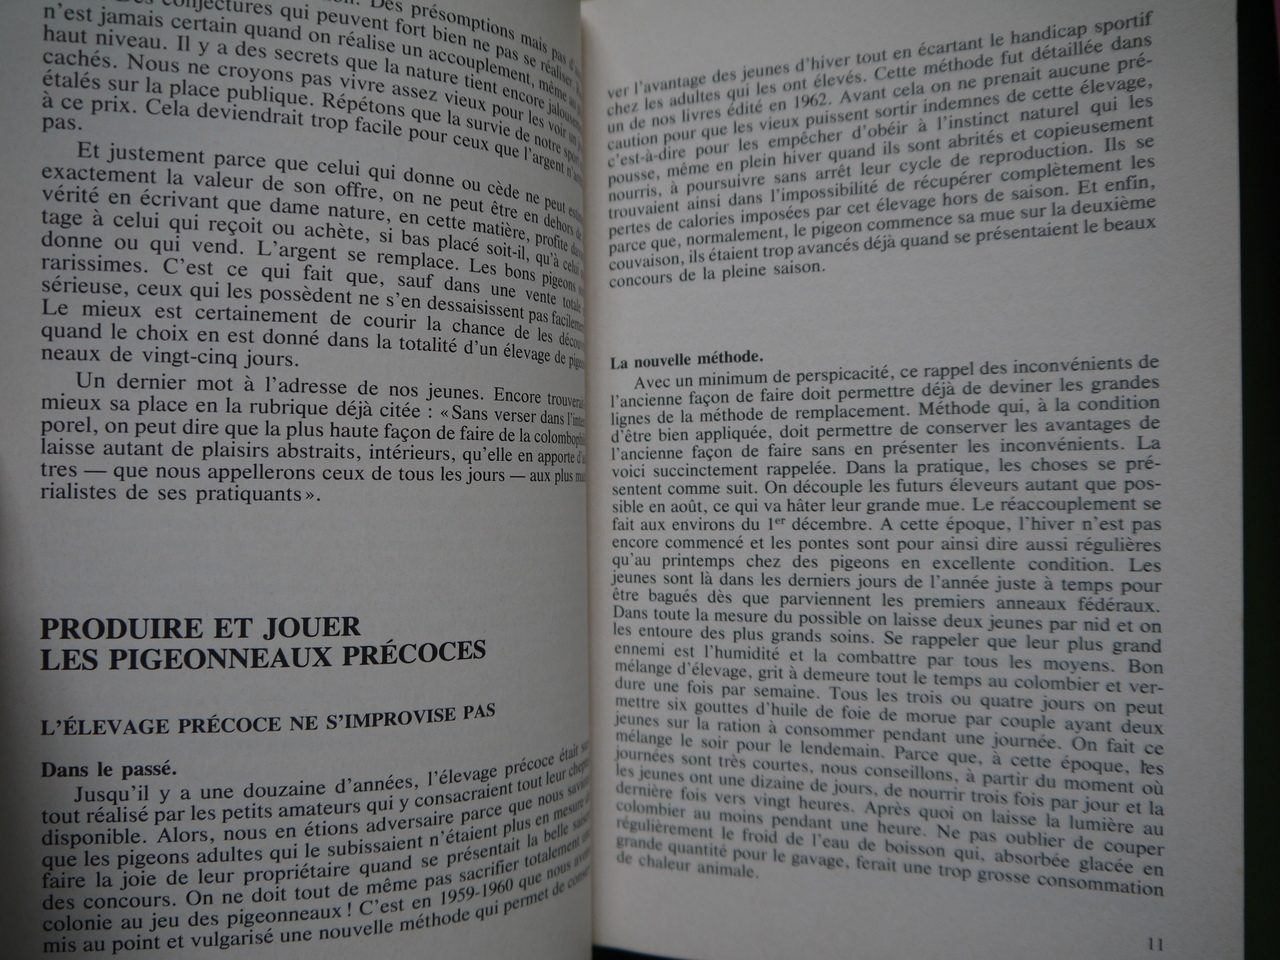 Des présomptions mais pas
conjectures qui peuvent fort bien ne pas se réaliser.
n'est jamais certain quand on réalise un accouplement, même
haut niveau. Il y a des secrets que la nature tient encore
cachés. Nous ne croyons pas vivre assez vieux pour les voir un
étalés sur la place publique. Répétons que la survie de notre sport
à ce prix. Cela deviendrait trop facile pour ceux que l'argent
pas.
Et justement parce que celui qui donne ou cède ne peut
exactement la valeur de son offre, on ne peut être en dehors
vérité en écrivant que dame nature, en cette matière, profite
tage à celui qui reçoit ou achète, si bas placé soit-il, qu'à celui
donne ou qui vend. L'argent se remplace. Les bons pigeons
rarissimes. C'est ce qui fait que, sauf dans une vente totale
sérieuse, ceux qui les possèdent ne s'en dessaisissent pas
Le mieux est certainement de courir la chance de les
quand le choix en est donné dans la totalité d'un élevage de
neaux de vingt-cinq jours.
Un dernier mot à l'adresse de nos jeunes. Encore
mieux sa place en la rubrique déjà citée : « Sans verser dans
porel, on peut dire que la plus haute façon de faire de la
laisse autant de plaisirs abstraits, intérieurs, qu'elle en apporte
tres — que nous appellerons ceux de tous les jours — aux plus
rialistes de ses pratiquants ».
PRODUIRE ET JOUER
LES PIGEONNEAUX PRÉCOCES
L'ÉLEVAGE PRÉCOCE NE S'IMPROVISE PAS
Dans le passé.
Jusqu'il y a une douzaine d'années, l'élevage précoce était
tout réalisé par les petits amateurs qui y consacraient tout leur
disponible. Alors, nous en étions adversaire parce que nous
que les pigeons adultes qui le subissaient n'étaient plus en mesure
faire la joie de leur propriétaire quand se présentait la belle
des concours. On ne doit tout de même pas sacrifier totalement
colonie au jeu des pigeonneaux ! C'est en 1959-1960 que nous
mis au point et vulgarisé une nouvelle méthode qui permet de
ver l'avantage des jeunes d'hiver tout en écartant le handicap sportif
chez les adultes qui les ont élevés. Cette méthode fut détaillée dans
un de nos livres édité en 1962. Avant cela on ne prenait aucune pré-
caution pour que les vieux puissent sortir indemnes de cette élevage,
c'est-à-dire pour les empêcher d'obéir à l'instinct naturel qui les
pousse, même en plein hiver quand ils sont abrités et copieusement
nourris, à poursuivre sans arrêt leur cycle de reproduction. Ils se
trouvaient ainsi dans l'impossibilité de récupérer complètement les
pertes de calories imposées par cet élevage hors de saison. Et enfin,
parce que, normalement, le pigeon commence sa mue sur la deuxième
couvaison, ils étaient trop avancés déjà quand se présentaient le beaux
concours de la pleine saison.
La nouvelle méthode.
Avec un minimum de perspicacité, ce rappel des inconvénients de
l'ancienne façon de faire doit permettre déjà de deviner les grandes
lignes de la méthode de remplacement. Méthode qui, à la condition
d'être bien appliquée, doit permettre de conserver les avantages de
l'ancienne façon de faire sans en présenter les inconvénients. La
voici succinctement rappelée. Dans la pratique, les choses se pré-
sentent comme suit. On découple les futurs éleveurs autant que pos-
sible en août, ce qui va hâter leur grande mue. Le réaccouplement se
fait aux environs du 1er décembre. A cette époque, l'hiver n'est pas
encore commencé et les pontes sont pour ainsi dire aussi régulières
qu'au printemps chez des pigeons en excellente condition. Les
jeunes sont là dans les derniers jours de l'année juste à temps pour
être bagués dès que parviennent les premiers anneaux fédéraux.
Dans toute la mesure du possible on laisse deux jeunes par nid et on
les entoure des plus grands soins. Se rappeler que leur plus grand
ennemi est l'humidité et la combattre par tous les moyens. Bon
mélange d'élevage, grit à demeure tout le temps au colombier et ver-
dure une fois par semaine. Tous les trois ou quatre jours on peut
mettre six gouttes d'huile de foie de morue par couple ayant deux
jeunes sur la ration à consommer pendant une journée. On fait ce
mélange le soir pour le lendemain. Parce que, à cette époque, les
journées sont très courtes, nous conseillons, à partir du moment où
les jeunes ont une dizaine de jours, de nourrir trois fois par jour et la
dernière fois vers vingt heures. Après quoi on laisse la lumière au
colombier au moins pendant une heure. Ne pas oublier de couper
régulièrement le froid de l'eau de boisson qui, absorbée glacée en
grande quantité pour le gavage, ferait une trop grosse consommation
de chaleur animale.
11